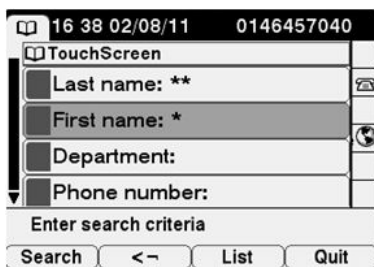 16 38 02/08/11 0146457040
TouchScreen
Last name: **
First name: *
Department:
Phone number:
Enter search criteria
Search <¬ List Quit